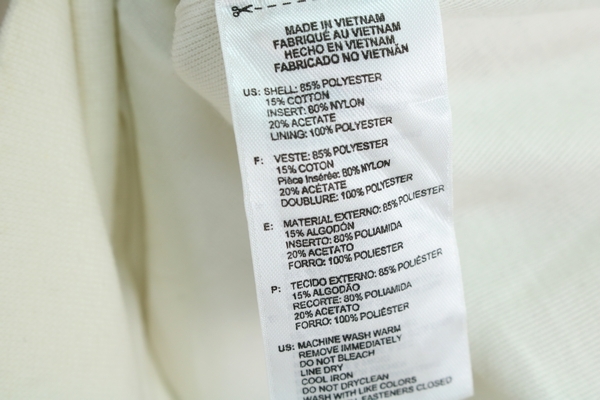 MADE IN VIETNAM
FABRIQUÉ AU VIETNAM
HECHO EN VIETNAM
FABRICADO NO VIETNÁN
US: SHELL: 85% POLYESTER
15% COTTON
INSERT: 80% NYLON
20% ACETATE
LINING: 100% POLYESTER
F: VESTE: 85% POLYESTER
15% COTON
Pièce Insérée: 80% NYLON
20% ACÉTATE
DOUBLURE: 100% POLYESTER
E: MATERIAL EXTERNO: 85% POLIESTER
15% ALGODÓN
INSERTO: 80% POLIAMIDA
20% ACETATO
FORRO: 100% POLIESTER
P: TECIDO EXTERNO: 85% POLIÉSTER
15% ALGODÃO
RECORTE: 80% POLIAMIDA
20% ACETATO
FORRO: 100% POLIÉSTER
US: MACHINE WASH WARM
REMOVE IMMEDIATELY
DO NOT BLEACH
LINE DRY
COOL IRON
DO NOT DRYCLEAN
WASH WITH LIKE COLORS
FASTENERS CLOSED